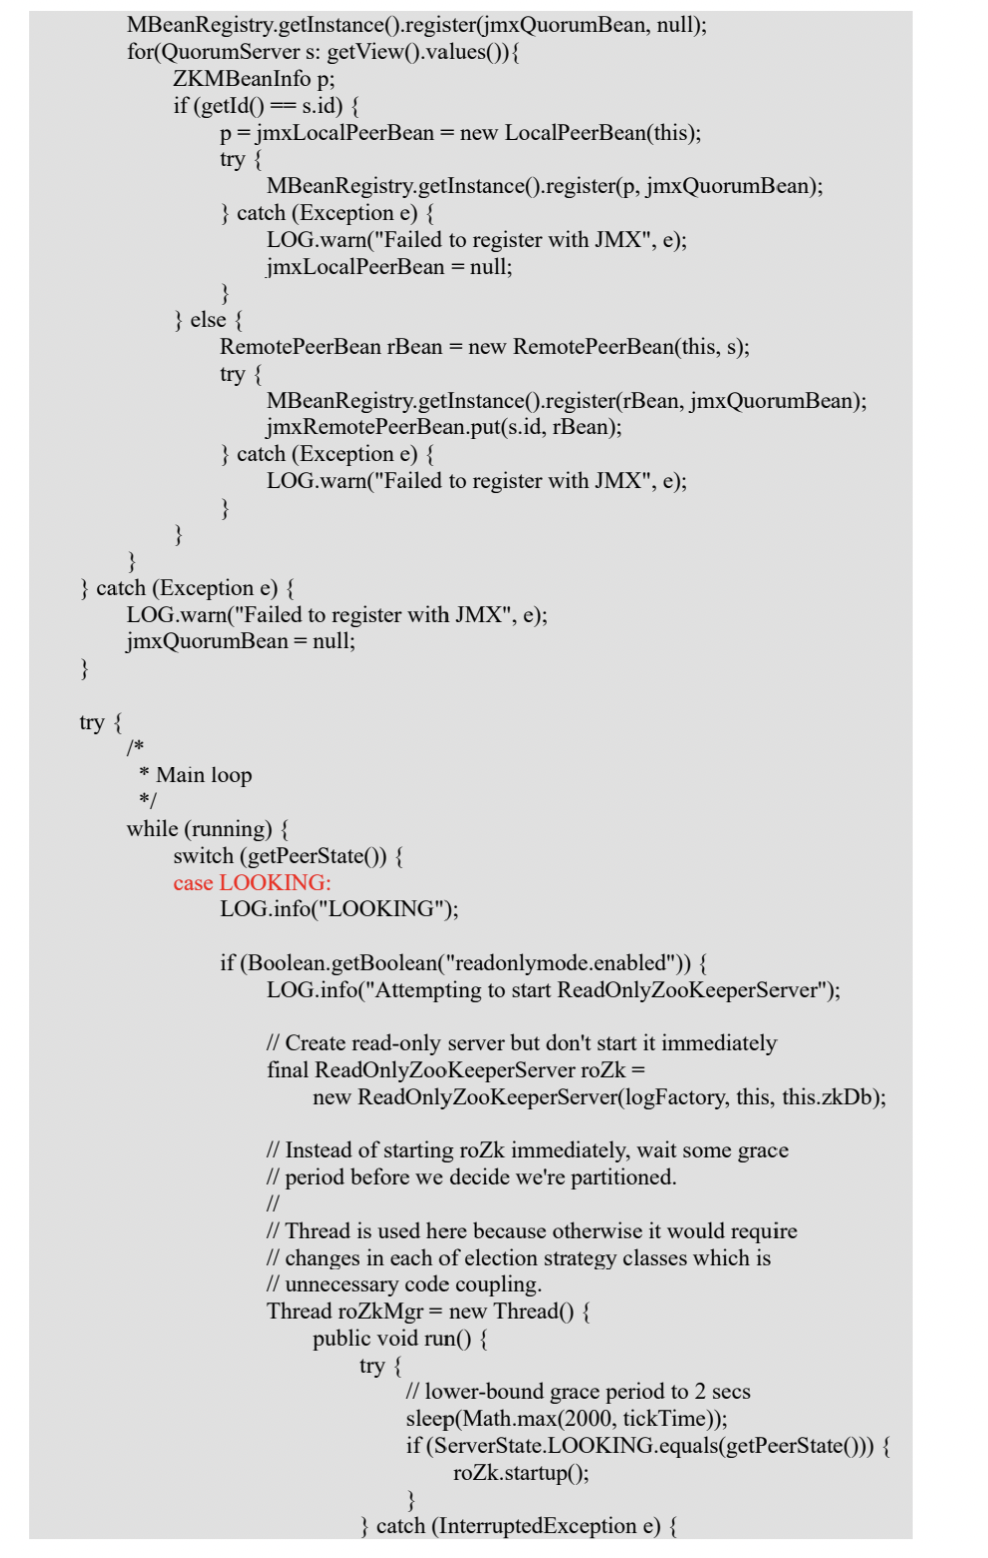 MBeanRegistry.getInstance().register(jmxQuorumBean, null);
for(QuorumServer s: getView().values()){
ZKMBeanInfo p;
if (getId() == s.id) {
p = jmxLocalPeerBean = new LocalPeerBean(this);
try {
MBeanRegistry.getInstance().register(p, jmxQuorumBean);
} catch (Exception e) {
LOG.warn("Failed to register with JMX", e);
jmxLocalPeerBean = null;
}
} else {
RemotePeerBean rBean = new RemotePeerBean(this, s);
try {
MBeanRegistry.getInstance().register(rBean, jmxQuorumBean);
jmxRemotePeerBean.put(s.id, rBean);
} catch (Exception e) {
LOG.warn("Failed to register with JMX", e);
}
}
}
} catch (Exception e) {
LOG.warn("Failed to register with JMX", e);
jmxQuorumBean = null;
}
try {
/*
* Main loop
*/
while (running) {
switch (getPeerState()) {
case LOOKING:
LOG.info("LOOKING");
if (Boolean.getBoolean("readonlymode.enabled")) {
LOG.info("Attempting to start ReadOnlyZooKeeperServer");
// Create read-only server but don't start it immediately
final ReadOnlyZooKeeperServer roZk =
new ReadOnlyZooKeeperServer(logFactory, this, this.zkDb);
// Instead of starting roZk immediately, wait some grace
// period before we decide we're partitioned.
//
// Thread is used here because otherwise it would require
// changes in each of election strategy classes which is
// unnecessary code coupling.
Thread roZkMgr = new Thread() {
public void run() {
try {
// lower-bound grace period to 2 secs
sleep(Math.max(2000, tickTime));
if (ServerState.LOOKING.equals(getPeerState())) {
roZk.startup();
}
} catch (InterruptedException e) {